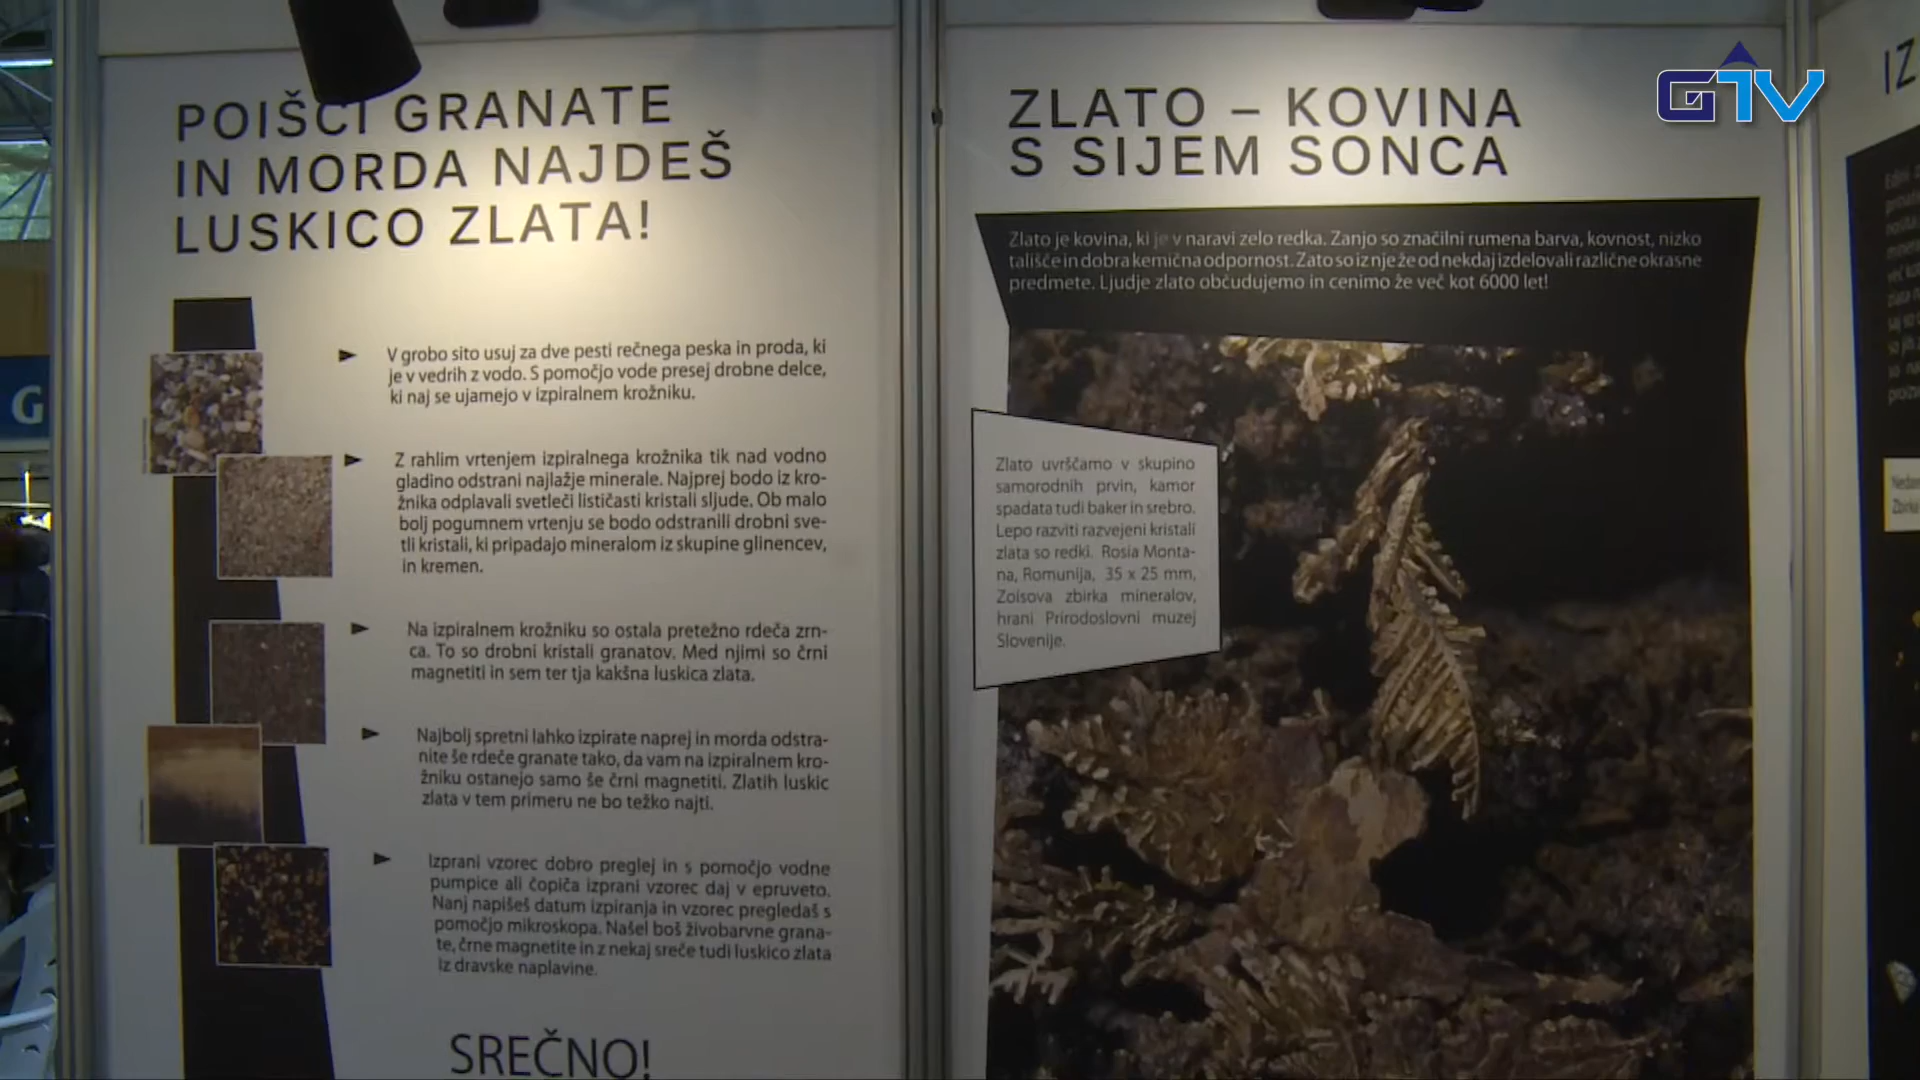 POIŠČI GRANATE
IN MORDA NAJDEŠ
LUSKICO ZLATA!
V grobo sito usuj za dve pesti rečnega peska in proda, ki
je v vedrih z vodo. S pomočjo vode presej drobne delce,
ki naj se ujamejo v izpiralnem krožniku.
Z rahlim vrtenjem izpiralnega krožnika tik nad vodno
gladino odstrani najlažje minerale. Najprej bodo iz kro-
žnika odplavali svetleči lističasti kristali sljude. Ob malo
bolj pogumnem vrtenju se bodo odstranili drobni sve-
tli kristali, ki pripadajo mineralom iz skupine glinencev,
in kremen.
Na izpiralnem krožniku so ostala pretežno rdeča zrn-
ca. To so drobni kristali granatov. Med njimi so črni
magnetiti in sem ter tja kakšna luskica zlata.
Najbolj spretni lahko izpirate naprej in morda odstra-
nite še rdeče granate tako, da vam na izpiralnem kro-
žniku ostanejo samo še črni magnetiti. Zlatih luskic
zlata v tem primeru ne bo težko najti.
Izprani vzorec dobro preglej in s pomočjo vodne
pumpice ali čopiča izprani vzorec daj v epruveto.
Nanj napišeš datum izpiranja in vzorec pregledaš s
pomočjo mikroskopa. Našel boš živobarvne grana-
te, črne magnetite in z nekaj sreče tudi luskico zlata
iz dravske naplavine.
SREČNO!
ZLATO – KOVINA
S SIJEM SONCA
Zlato je kovina, ki je v naravi zelo redka. Zanjo so značilni rumena barva, kovnost, nizko
tališče in dobra kemična odpornost. Zato so iz nje že od nekdaj izdelovali različne okrasne
predmete. Ljudje zlato občudujemo in cenimo že več kot 6000 let!
Zlato uvrščamo v skupino
samorodnih prvin, kamor
spadata tudi baker in srebro.
Lepo razviti razvejeni kristali
zlata so redki. Rosia Monta-
na, Romunija, 35 x 25 mm,
Zoisova zbirka mineralov,
hrani Prirodoslovni muzej
Slovenije.
GTV
IZ
G